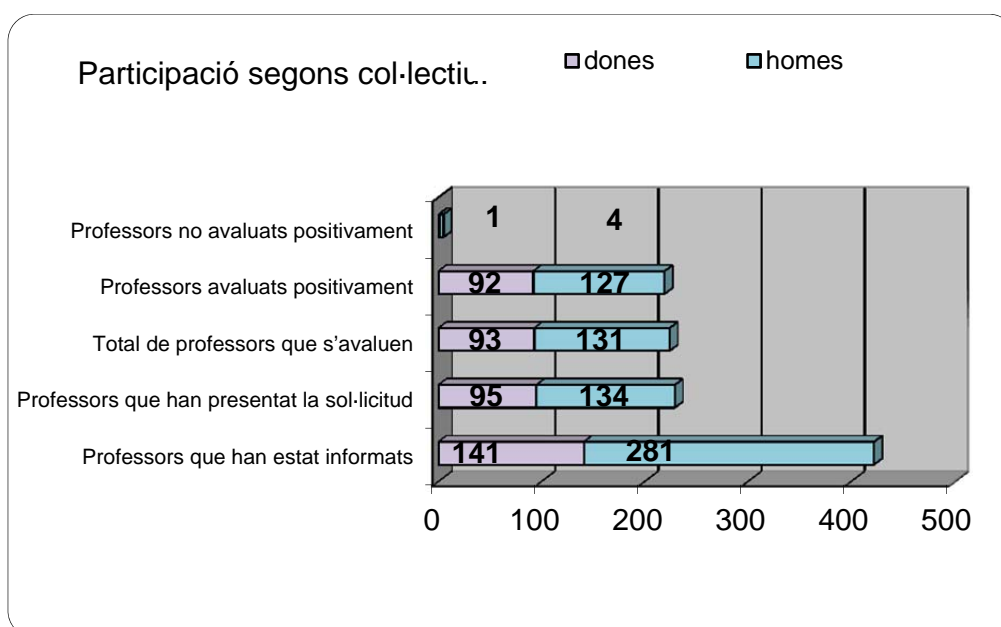 Participació segons
dones
homes
Professors no avaluats positivament
1
4
Professors avaluats positivament
92
127
Total de professors que s’avaluen
93
131
Professors que han presentat la sol·licitud
95
134
Professors que han estat informats
141
281
0 100 200 300 400 500